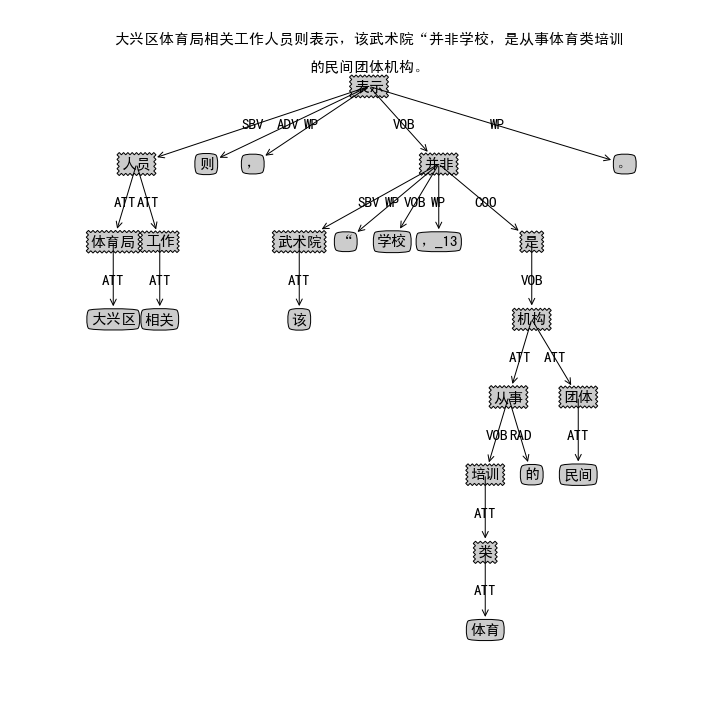 大兴区体育局相关工作人员则表示，该武术院“并非学校，是从事体育类培训
的民间团体机构。
表示
SBV ADV WP VOB WP
人员 则 ， 并非 。
ATT ATT SBV WP VOB WP COO
体育局 工作 武术院 “ 学校 ，_13 是
ATT ATT ATT VOB
大兴区 相关 该 机构
ATT ATT
从事 团体
VOB RAD ATT
培训 的 民间
ATT
类
ATT
体育